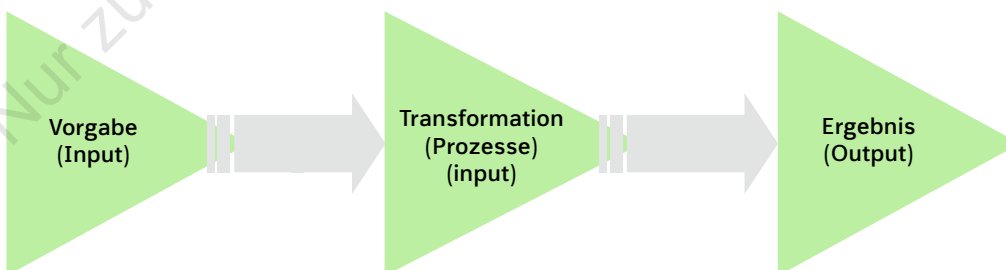 Nur zu
Vorgabe
(Input)
Transformation
(Prozesse)
(input)
Ergebnis
(Output)